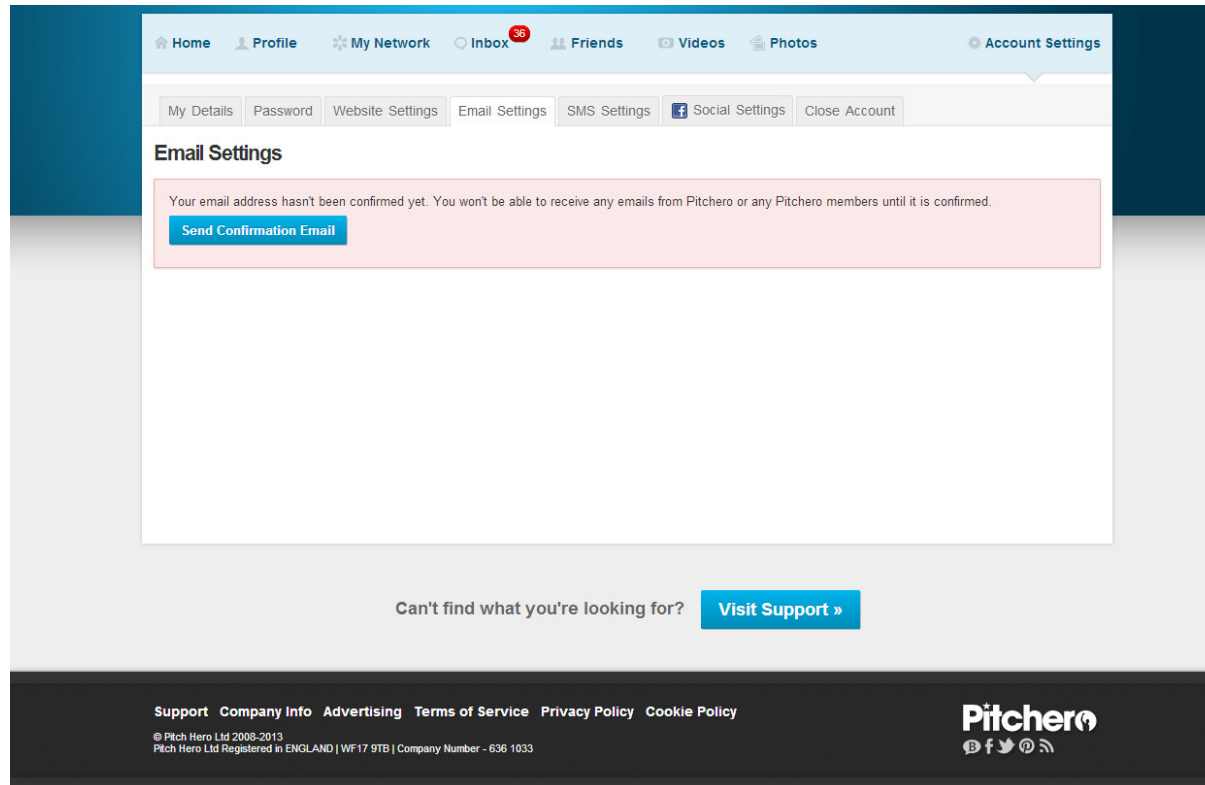 Home Profile My Network Inbox 36 Friends Videos Photos Account Settings
My Details Password Website Settings Email Settings SMS Settings f Social Settings Close Account
Email Settings
Your email address hasn't been confirmed yet. You won't be able to receive any emails from Pitchero or any Pitchero members until it is confirmed.
Send Confirmation Email
Can't find what you're looking for? Visit Support »
Support Company Info Advertising Terms of Service Privacy Policy Cookie Policy
© Pitch Hero Ltd 2008-2013
Pitch Hero Ltd Registered in ENGLAND | WF17 9TB | Company Number - 636 1033
Pitchero